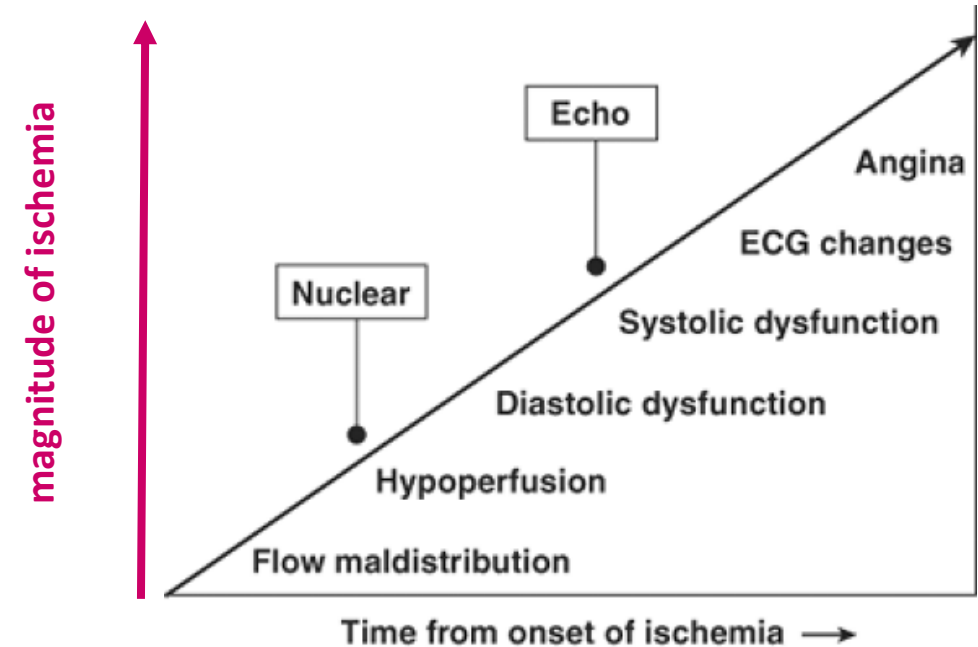 magnitude of ischemia
Echo
Angina
ECG changes
Nuclear
Systolic dysfunction
Diastolic dysfunction
Hypoperfusion
Flow maldistribution
Time from onset of ischemia →